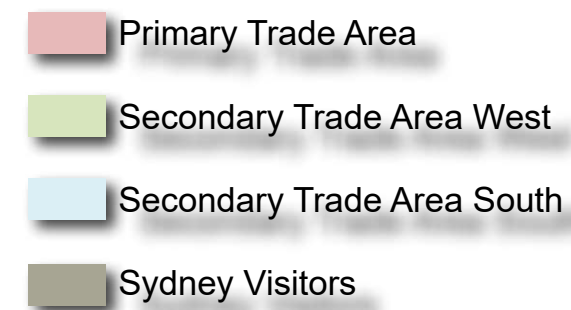 Primary Trade Area
Secondary Trade Area West
Secondary Trade Area South
Sydney Visitors